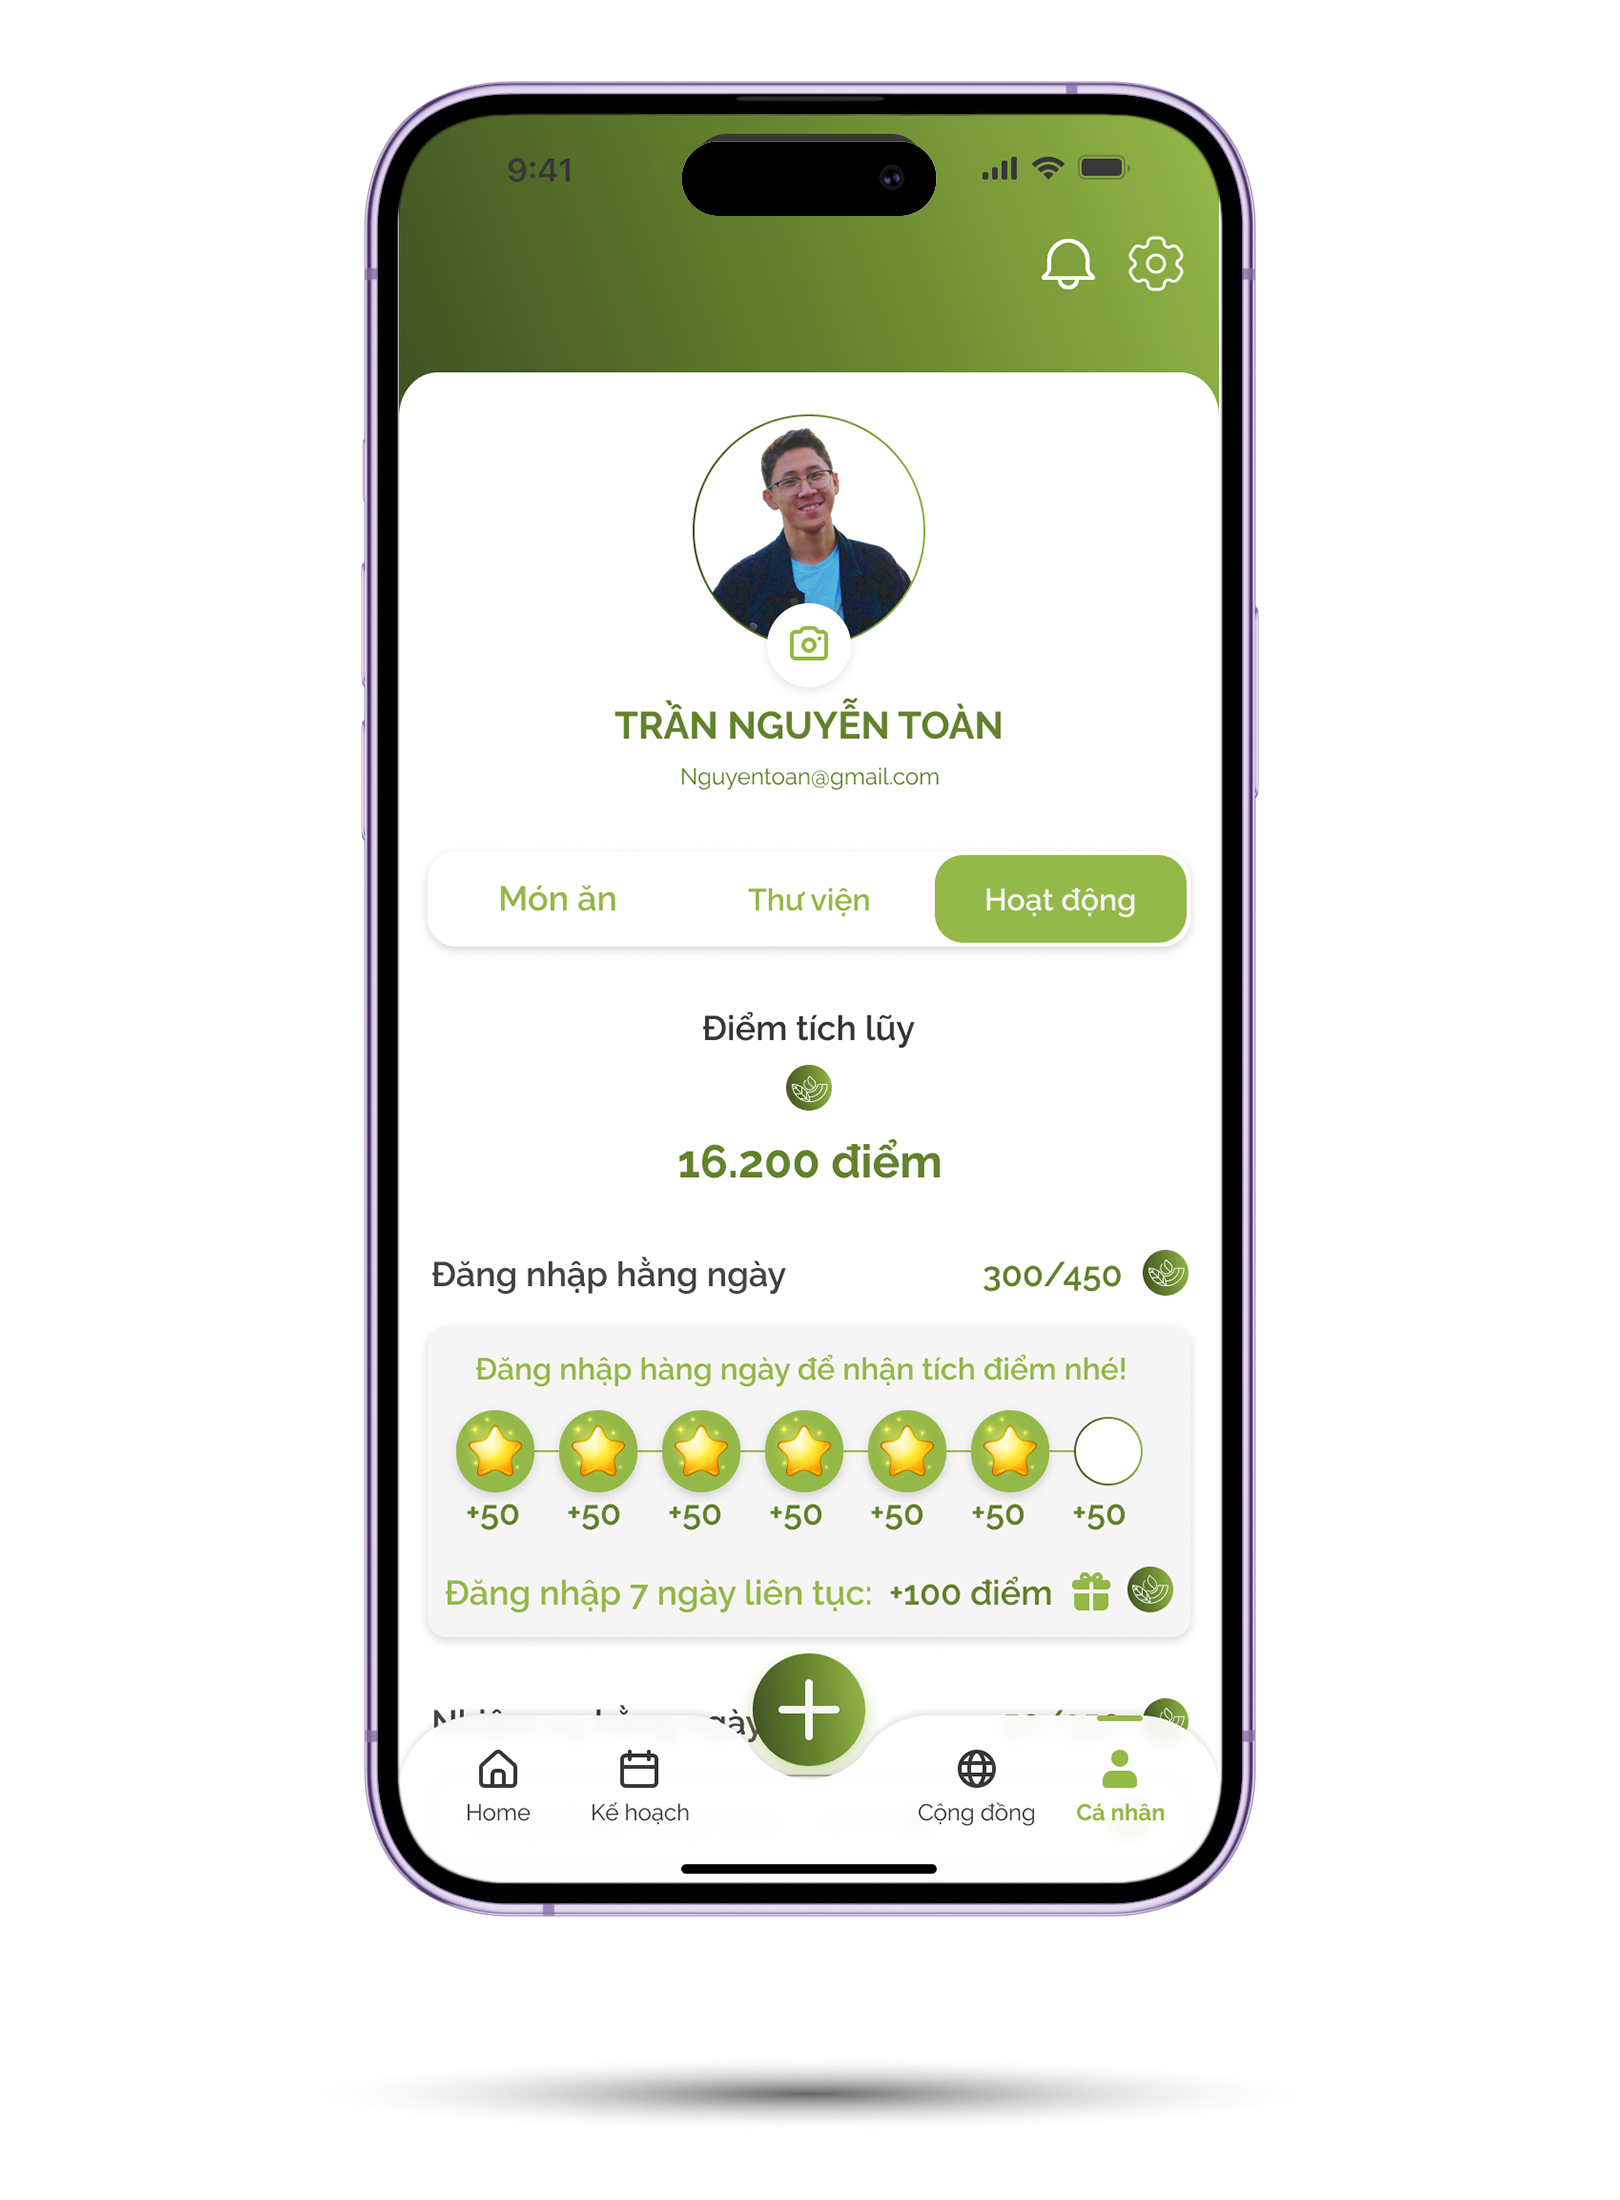 9:41
TRẦN NGUYỄN TOÀN
Nguyentoan@gmail.com
Món ăn Thư viện Hoạt động
Điểm tích lũy
16.200 điểm
Đăng nhập hằng ngày 300/450
Đăng nhập hàng ngày để nhận tích điểm nhé!
+50 +50 +50 +50 +50 +50 +50
Đăng nhập 7 ngày liên tục: +100 điểm
Home Kế hoạch Cộng đồng Cá nhân